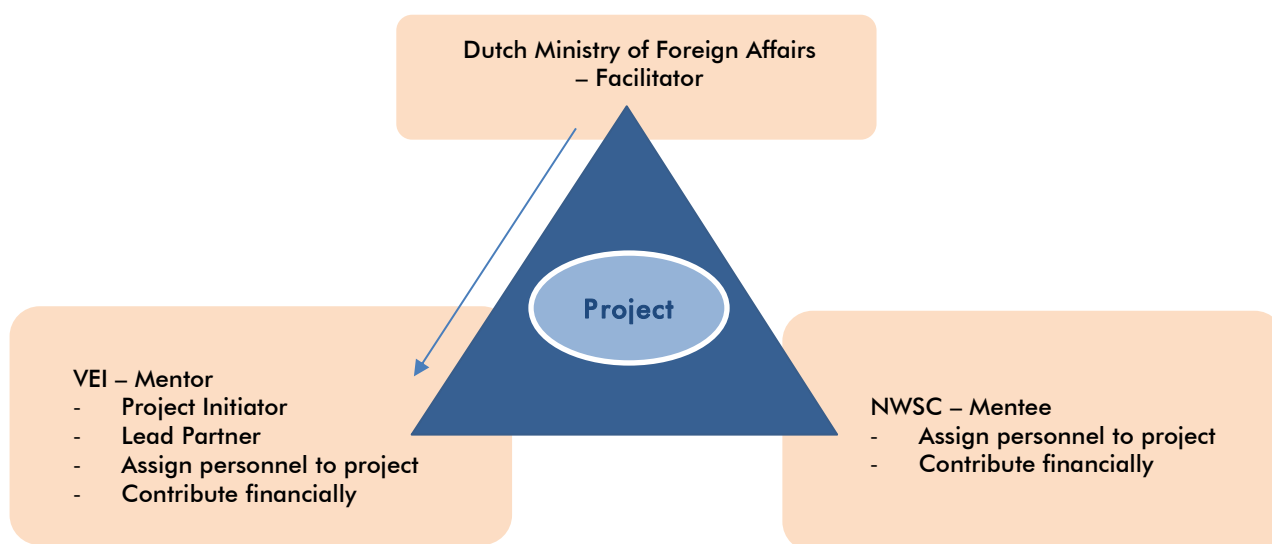 Dutch Ministry of Foreign Affairs
– Facilitator
Project
VEI – Mentor
- Project Initiator
- Lead Partner
- Assign personnel to project
- Contribute financially
NWSC – Mentee
- Assign personnel to project
- Contribute financially